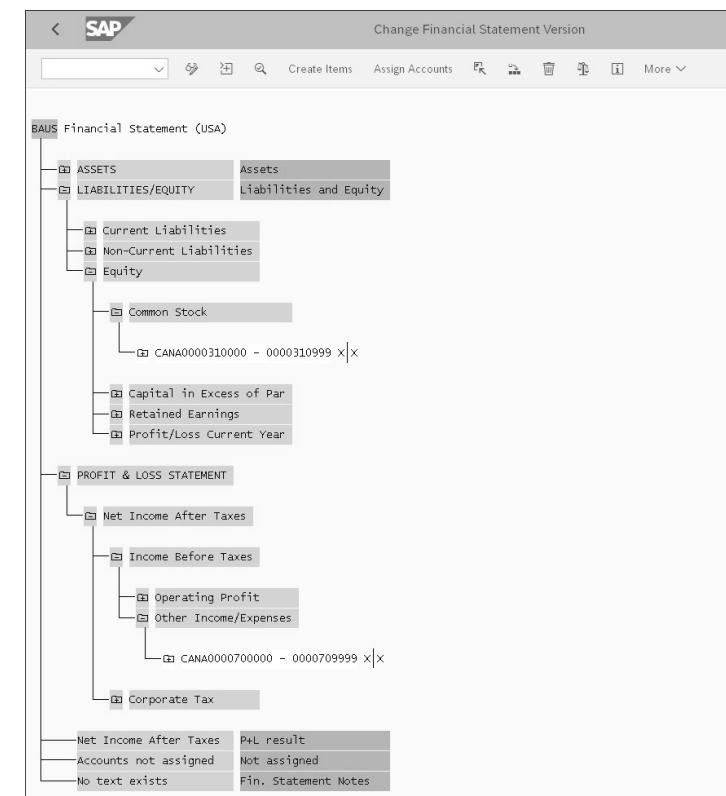 SAP Change Financial Statement Version
Create Items Assign Accounts More
BAUS Financial Statement (USA)
ASSETS Assets
LIABILITIES/EQUITY Liabilities and Equity
Current Liabilities
Non-Current Liabilities
Equity
Common Stock
CANA0000310000 - 0000310999 X X
Capital in Excess of Par
Retained Earnings
Profit/Loss Current Year
PROFIT & LOSS STATEMENT
Net Income After Taxes
Income Before Taxes
Operating Profit
Other Income/Expenses
CANA0000700000 - 0000709999 X X
Corporate Tax
Net Income After Taxes P+L result
Accounts not assigned Not assigned
No text exists Fin. Statement Notes